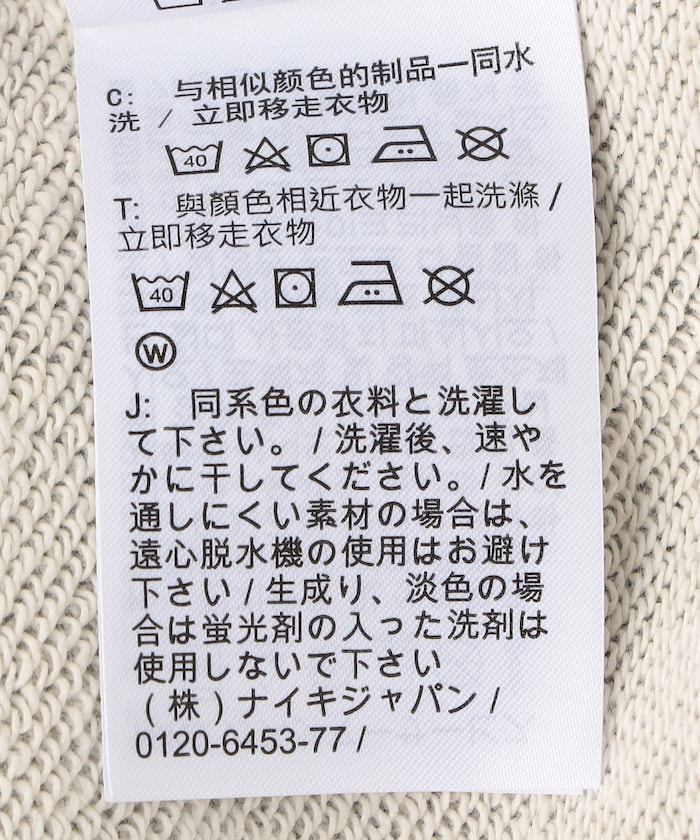 C: 与相似颜色的制品一同水
洗 / 立即移走衣物
40
T: 與顏色相近衣物一起洗滌 /
立即移走衣物
40
W
J: 同系色の衣料と洗濯し
て下さい。 / 洗濯後、速や
かに干してください。/ 水を
通しにくい素材の場合は、
遠心脱水機の使用はお避け
下さい / 生成り、淡色の場
合は蛍光剤の入った洗剤は
使用しないで下さい
(株)ナイキジャパン /
0120-6453-77 /